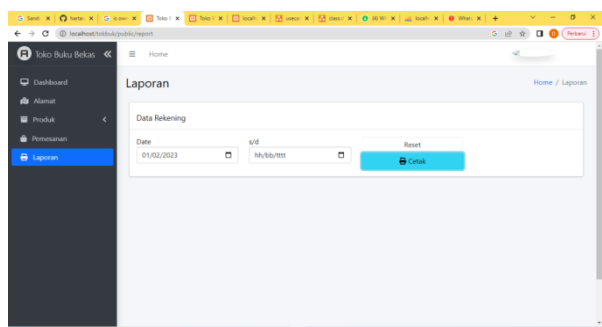 Toko Buku Bekas
Home
Dashboard
Alamat
Produk
Pemesanan
Laporan
Laporan
Home / Laporan
Data Rekening
Date
s/d
Reset
01/02/2023
hh/bb/tttt
Cetak
localhost/tokbuk/public/report